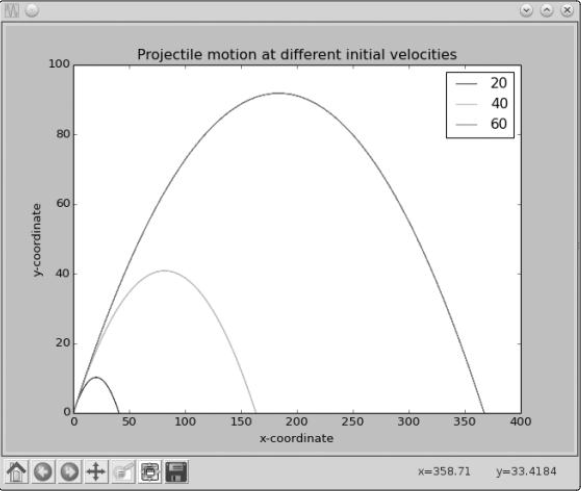 Projectile motion at different initial velocities
100
80
60
40
20
0
y-coordinate
20
40
60
0 50 100 150 200 250 300 350 400
x-coordinate
x=358.71 y=33.4184